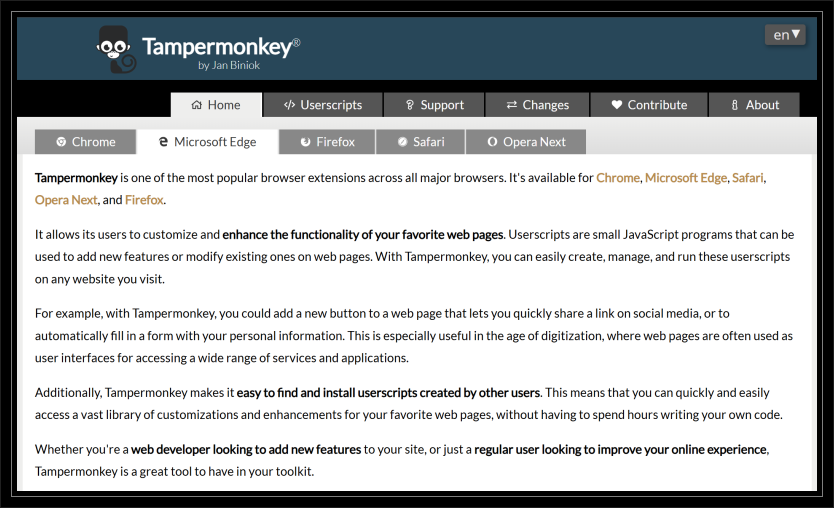 Tampermonkey®
by Jan Biniok
en▼
Home
Userscripts
Support
Changes
Contribute
About
Chrome
Microsoft Edge
Firefox
Safari
Opera Next
Tampermonkey is one of the most popular browser extensions across all major browsers. It's available for Chrome, Microsoft Edge, Safari,
Opera Next, and Firefox.
It allows its users to customize and enhance the functionality of your favorite web pages. Userscripts are small JavaScript programs that can be
used to add new features or modify existing ones on web pages. With Tampermonkey, you can easily create, manage, and run these userscripts
on any website you visit.
For example, with Tampermonkey, you could add a new button to a web page that lets you quickly share a link on social media, or to
automatically fill in a form with your personal information. This is especially useful in the age of digitization, where web pages are often used as
user interfaces for accessing a wide range of services and applications.
Additionally, Tampermonkey makes it easy to find and install userscripts created by other users. This means that you can quickly and easily
access a vast library of customizations and enhancements for your favorite web pages, without having to spend hours writing your own code.
Whether you're a web developer looking to add new features to your site, or just a regular user looking to improve your online experience,
Tampermonkey is a great tool to have in your toolkit.